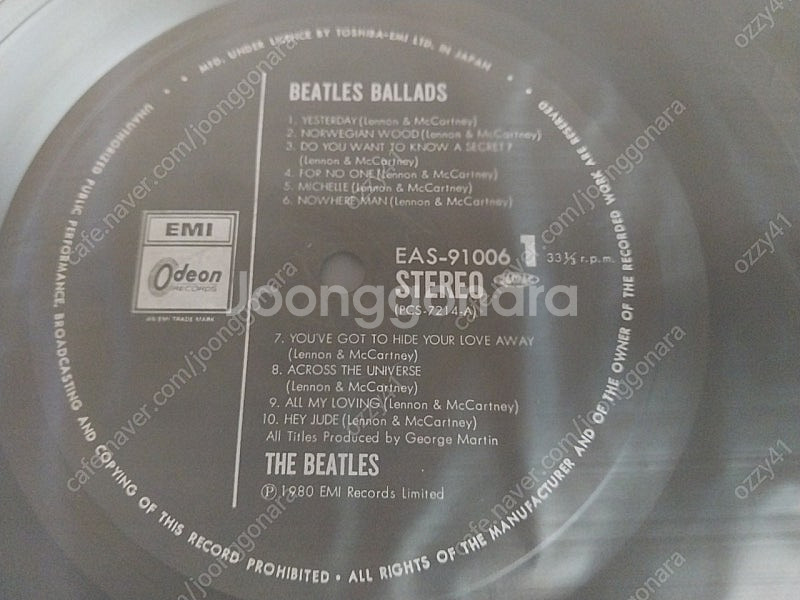 MFG. UNDER LICENCE BY TOSHIBA-EMI LTD. IN JAPAN
BEATLES BALLADS
1. YESTERDAY (Lennon & McCartney)
2. NORWEGIAN WOOD (Lennon & McCartney)
3. DO YOU WANT TO KNOW A SECRET?
(Lennon & McCartney)
4. FOR NO ONE (Lennon & McCartney)
5. MICHELLE (Lennon & McCartney)
6. NOWHERE MAN (Lennon & McCartney)
EMI
Odeon
RECORDS
AN EMI TRADE MARK
EAS-91006 1 33⅓ r.p.m.
STEREO
(PCS-7214-A)
Joonggonara
7. YOU'VE GOT TO HIDE YOUR LOVE AWAY
(Lennon & McCartney)
8. ACROSS THE UNIVERSE
(Lennon & McCartney)
9. ALL MY LOVING (Lennon & McCartney)
10. HEY JUDE (Lennon & McCartney)
All Titles Produced by George Martin
THE BEATLES
Ⓟ 1980 EMI Records Limited
UNAUTHORIZED PUBLIC PERFORMANCE, BROADCASTING AND COPYING OF THIS RECORD PROHIBITED • ALL RIGHTS OF THE MANUFACTURER AND OF THE OWNER OF THE RECORDED WORK ARE RESERVED
cafe.naver.com/joonggonara
ozzy41